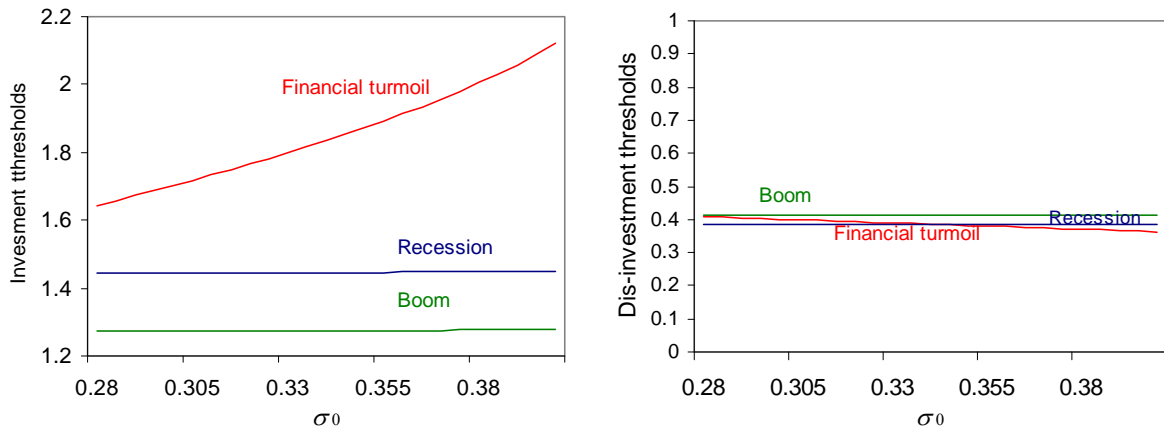 Invesment tthresholds
2.2
2
1.8
1.6
1.4
1.2
Financial turmoil
Recession
Boom
0.28 0.305 0.33 0.355 0.38
σ0
Dis-investment thresholds
1
0.9
0.8
0.7
0.6
0.5
0.4
0.3
0.2
0.1
0
Boom
Recession
Financial turmoil
0.28 0.305 0.33 0.355 0.38
σ0